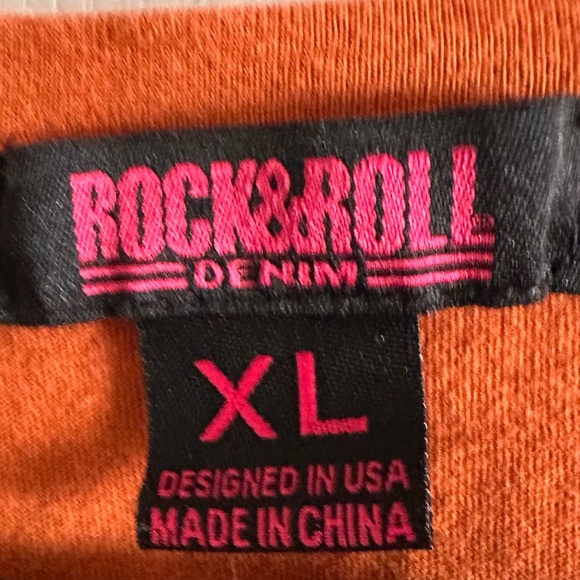 ROCK&ROLL
DENIM
XL
DESIGNED IN USA
MADE IN CHINA